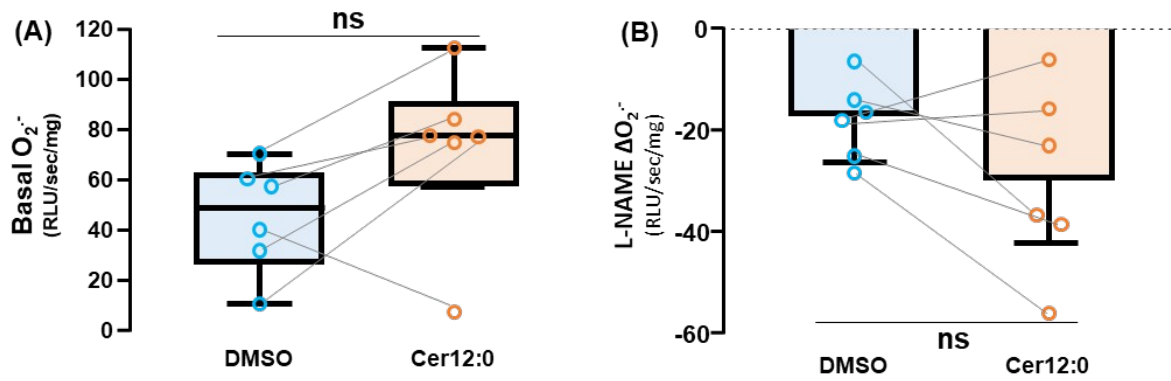 (A)
ns
Basal O₂·⁻
(RLU/sec/mg)
120
100
80
60
40
20
0
DMSO
Cer12:0
(B)
L-NAME ΔO₂·⁻
(RLU/sec/mg)
0
-20
-40
-60
ns
DMSO
Cer12:0